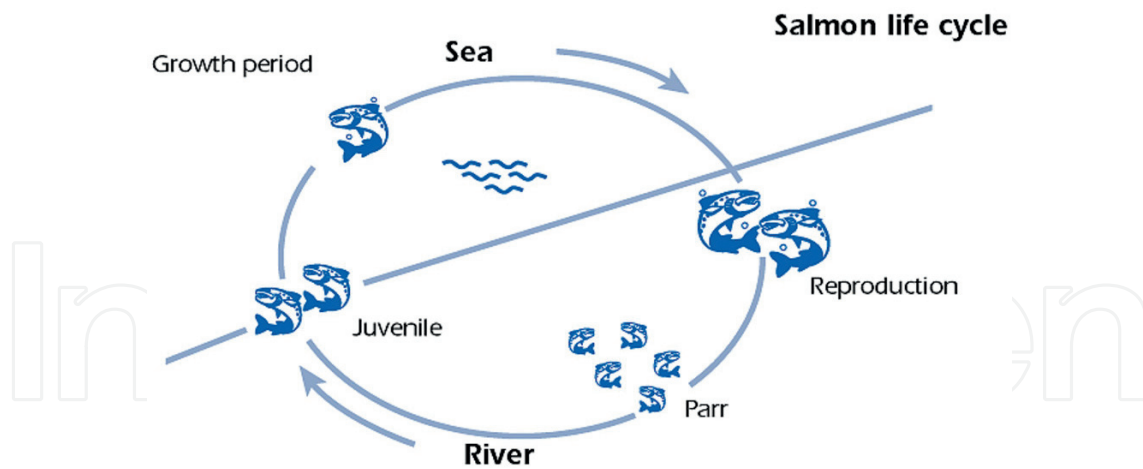 Salmon life cycle
Sea
Growth period
Reproduction
Juvenile
Parr
River